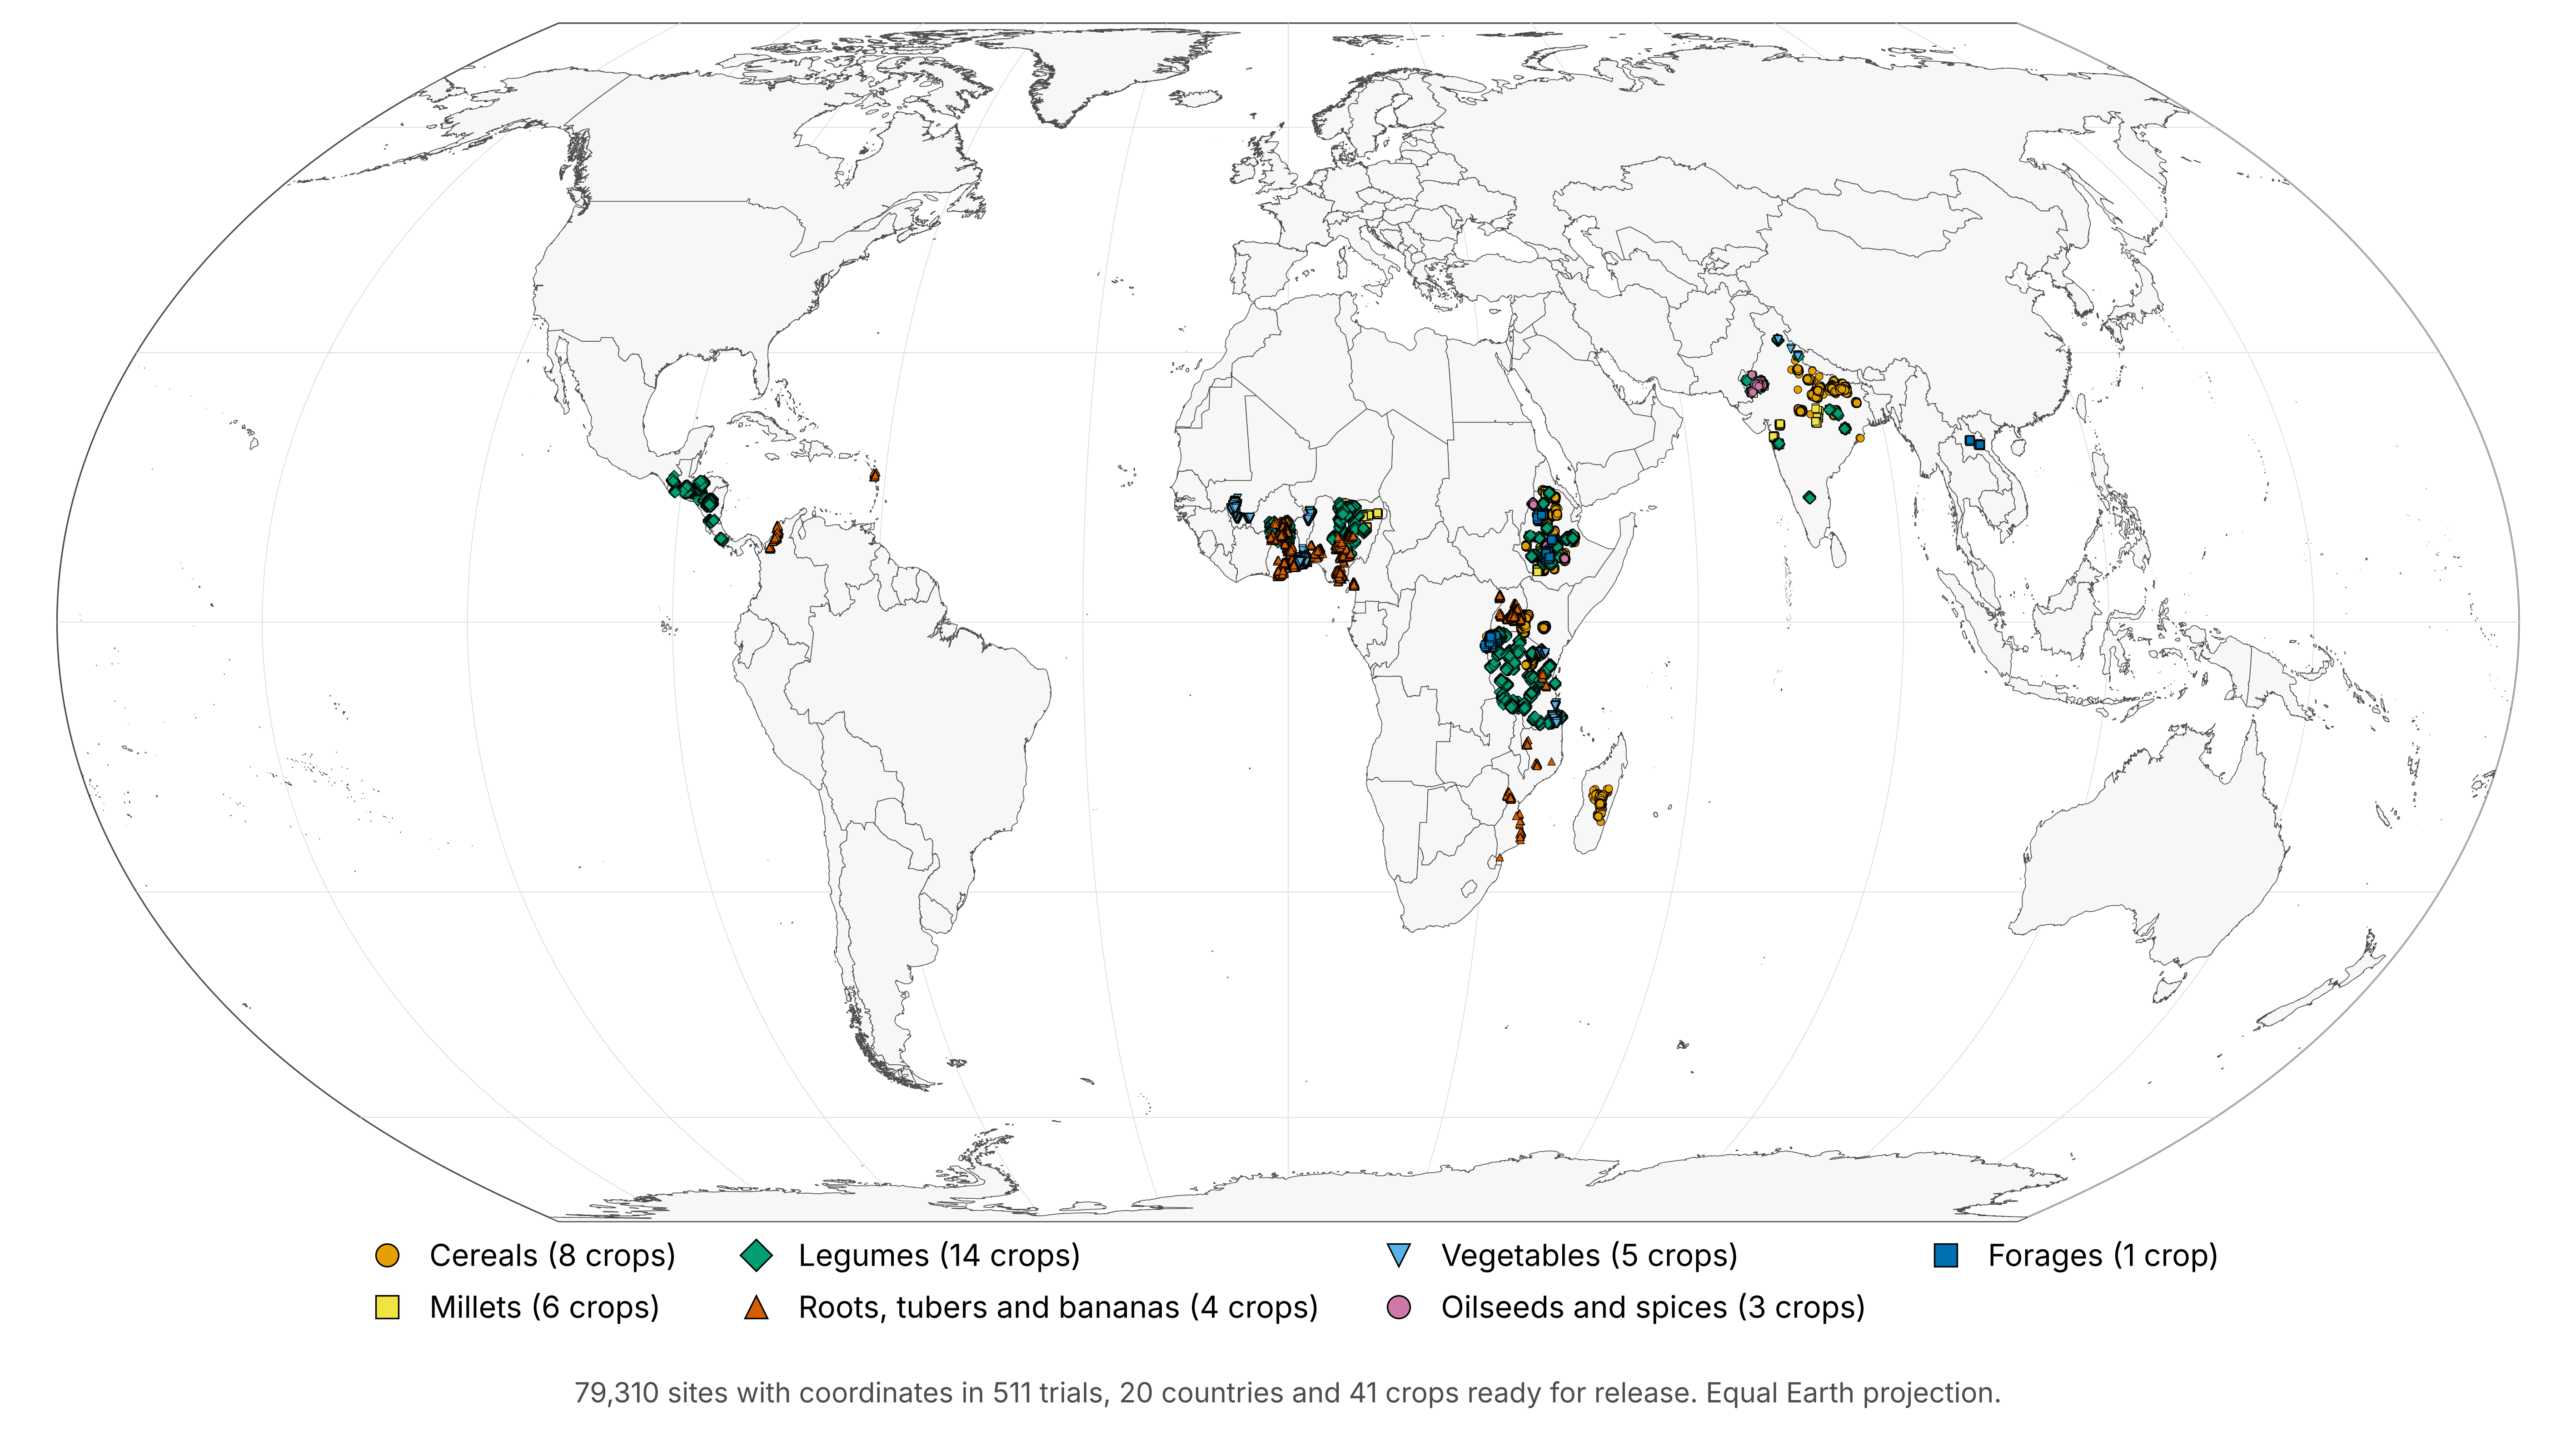 Cereals (8 crops)
Legumes (14 crops)
Vegetables (5 crops)
Forages (1 crop)
Millets (6 crops)
Roots, tubers and bananas (4 crops)
Oilseeds and spices (3 crops)
79,310 sites with coordinates in 511 trials, 20 countries and 41 crops ready for release. Equal Earth projection.